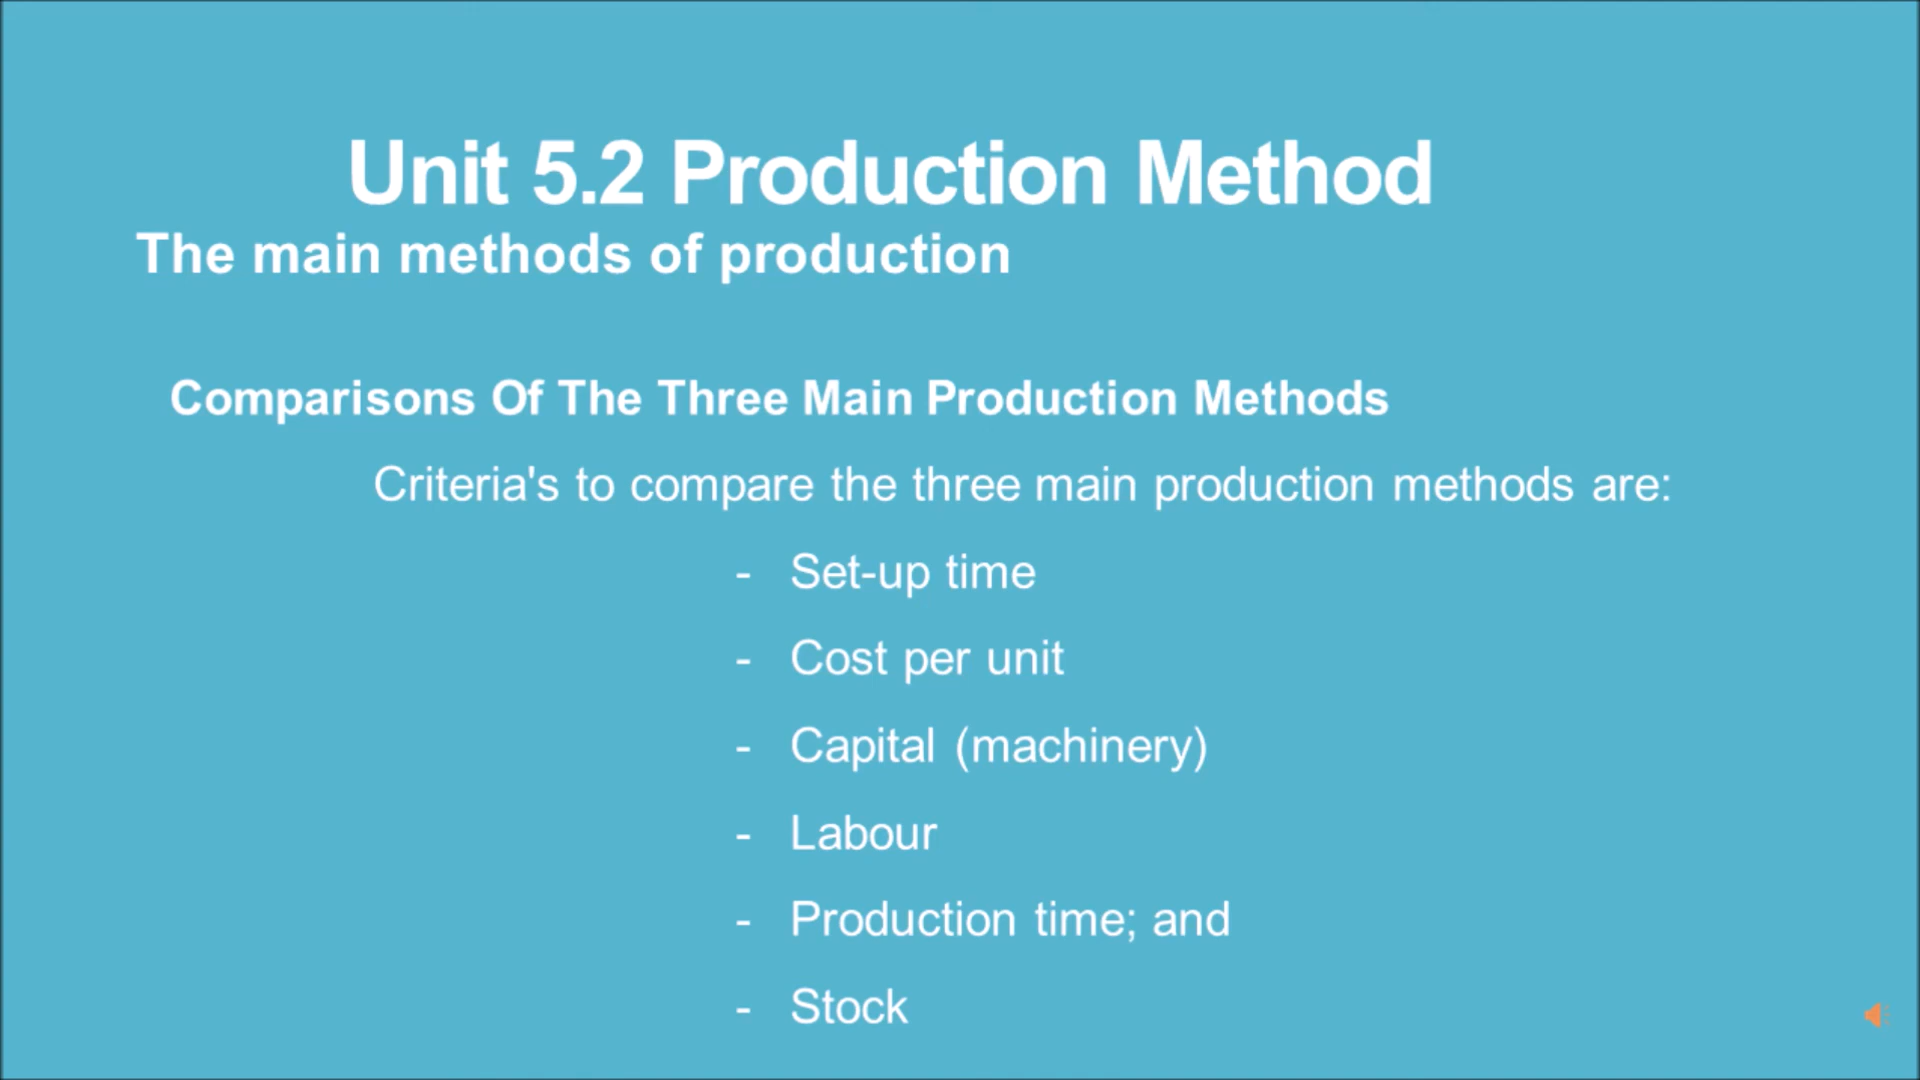 Unit 5.2 Production Method
The main methods of production
Comparisons Of The Three Main Production Methods
Criteria's to compare the three main production methods are:
- Set-up time
- Cost per unit
- Capital (machinery)
- Labour
- Production time; and
- Stock